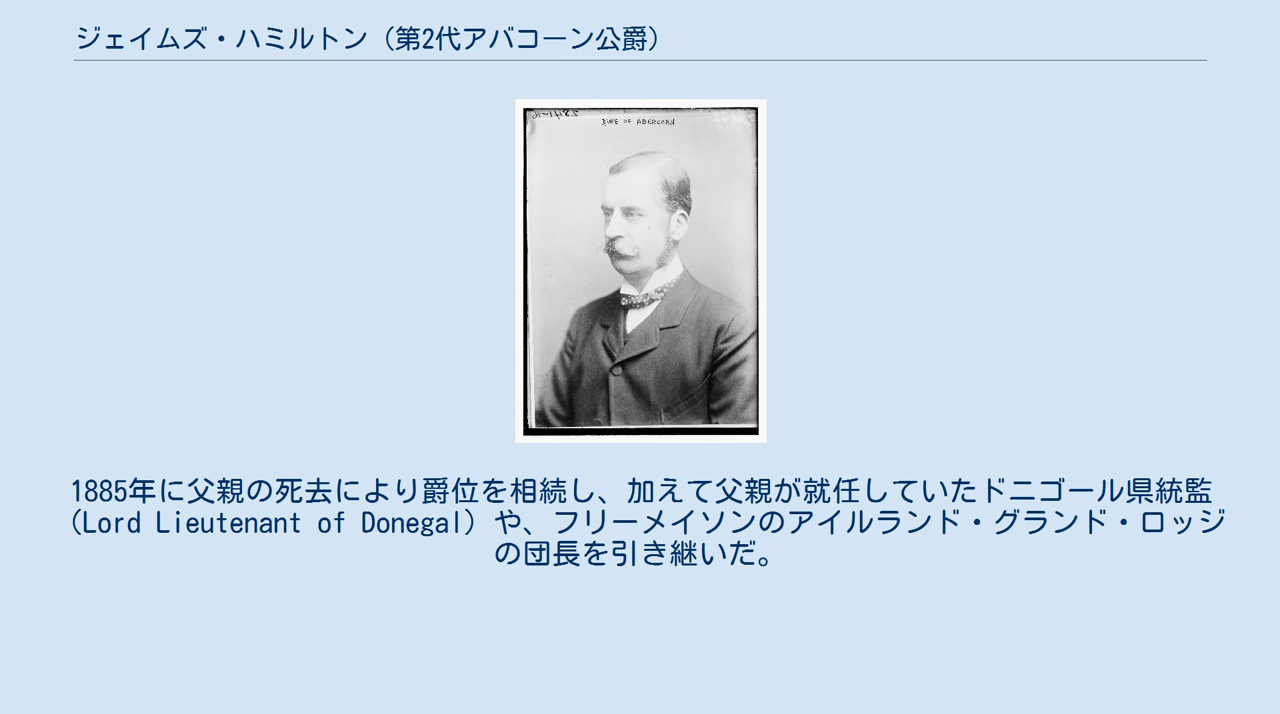 ジェイムズ・ハミルトン（第2代アバコーン公爵）
DUKE OF ABERCORN
1885年に父親の死去により爵位を相続し、加えて父親が就任していたドニゴール県統監
(Lord Lieutenant of Donegal) や、フリーメイソンのアイルランド・グランド・ロッジ
の団長を引き継いだ。